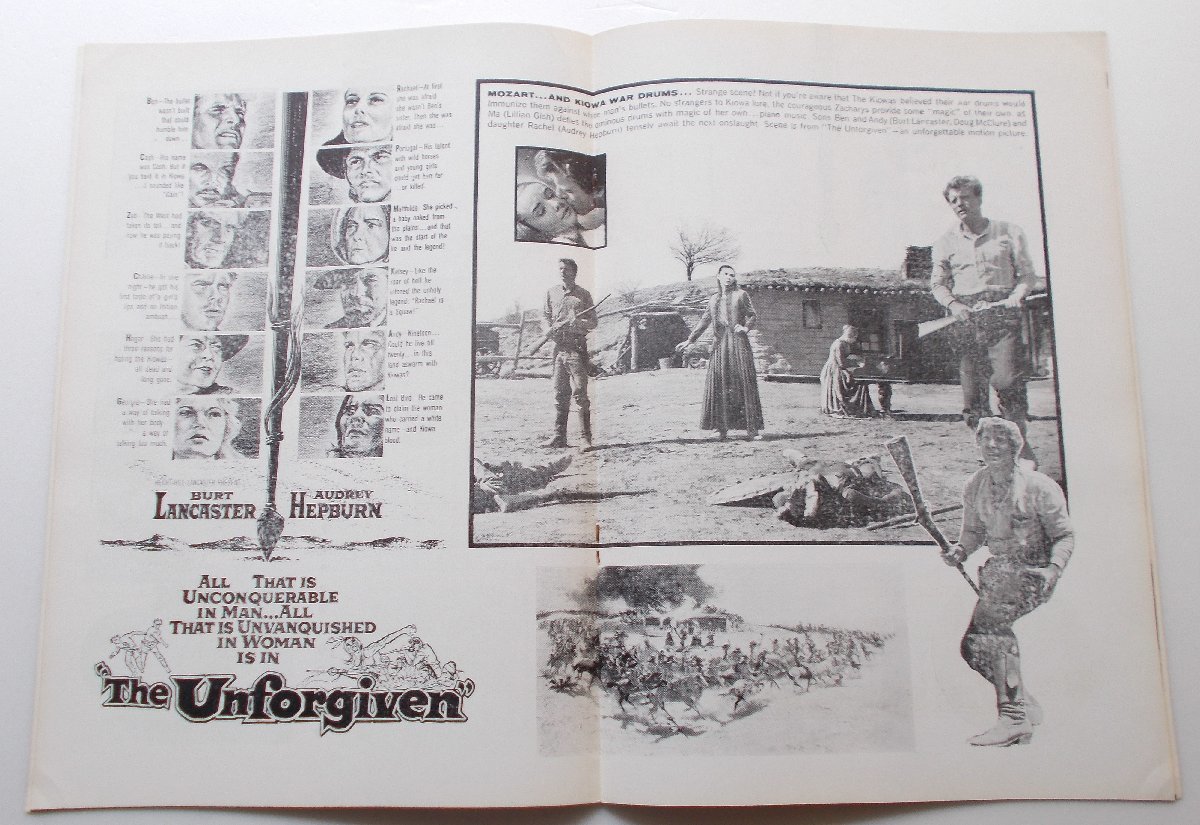 Ben—The bullet
wasn't built
that could
humble him
down
Cash—His name
was Cash. But if
you said it in Kiowa
...it sounded like
"Gain"!
Zeb—The West had
taken its toll...and
now he was paying
it back!
Charlie—In one
night—he got his
first taste of a girl's
lips and an Indian
ambush.
Hagar—She had
three reasons for
hating the Kiowas—
all dead and
long gone.
Georgia—She had
a way of talking
with her body
a way of
talking too much.
Rachael—At first
she was afraid
she wasn't Ben's
sister. Then she was
afraid she was...
Portugal—His talent
with wild horses
and young girls
could get him far
or killed.
Matthilda—She picked
a baby naked from
the plains...and that
was the start of the
lie and the legend!
Kelsey—Like the
roar of hell he
the unholy
legend: "Rachael is
a Squaw!"
Andy—Nineteen...
Could he live till
twenty...in this
land aswarm with
Kiowas?
Lost Bird—He came
to claim the woman
who carried a white
name—and Kiowa
blood.
HECHT-HILL-LANCASTER PRESENT
BURT
LANCASTER
AUDREY
HEPBURN
ALL THAT IS
UNCONQUERABLE
IN MAN...ALL
THAT IS UNVANQUISHED
IN WOMAN
IS IN
"The Unforgiven"
MOZART...AND KIOWA WAR DRUMS... Strange scene? Not if you're aware that The Kiowas believed their war drums would
immunize them against white man's bullets. No strangers to Kiowa lure, the courageous Zacharys provide some "magic" of their own, as
Ma (Lillian Gish) defies the ominous drums with magic of her own...piano music. Sons Ben and Andy (Burt Lancaster, Doug McClure) and
daughter Rachel (Audrey Hepburn) tensely await the next onslaught. Scene is from "The Unforgiven"—an unforgettable motion picture.